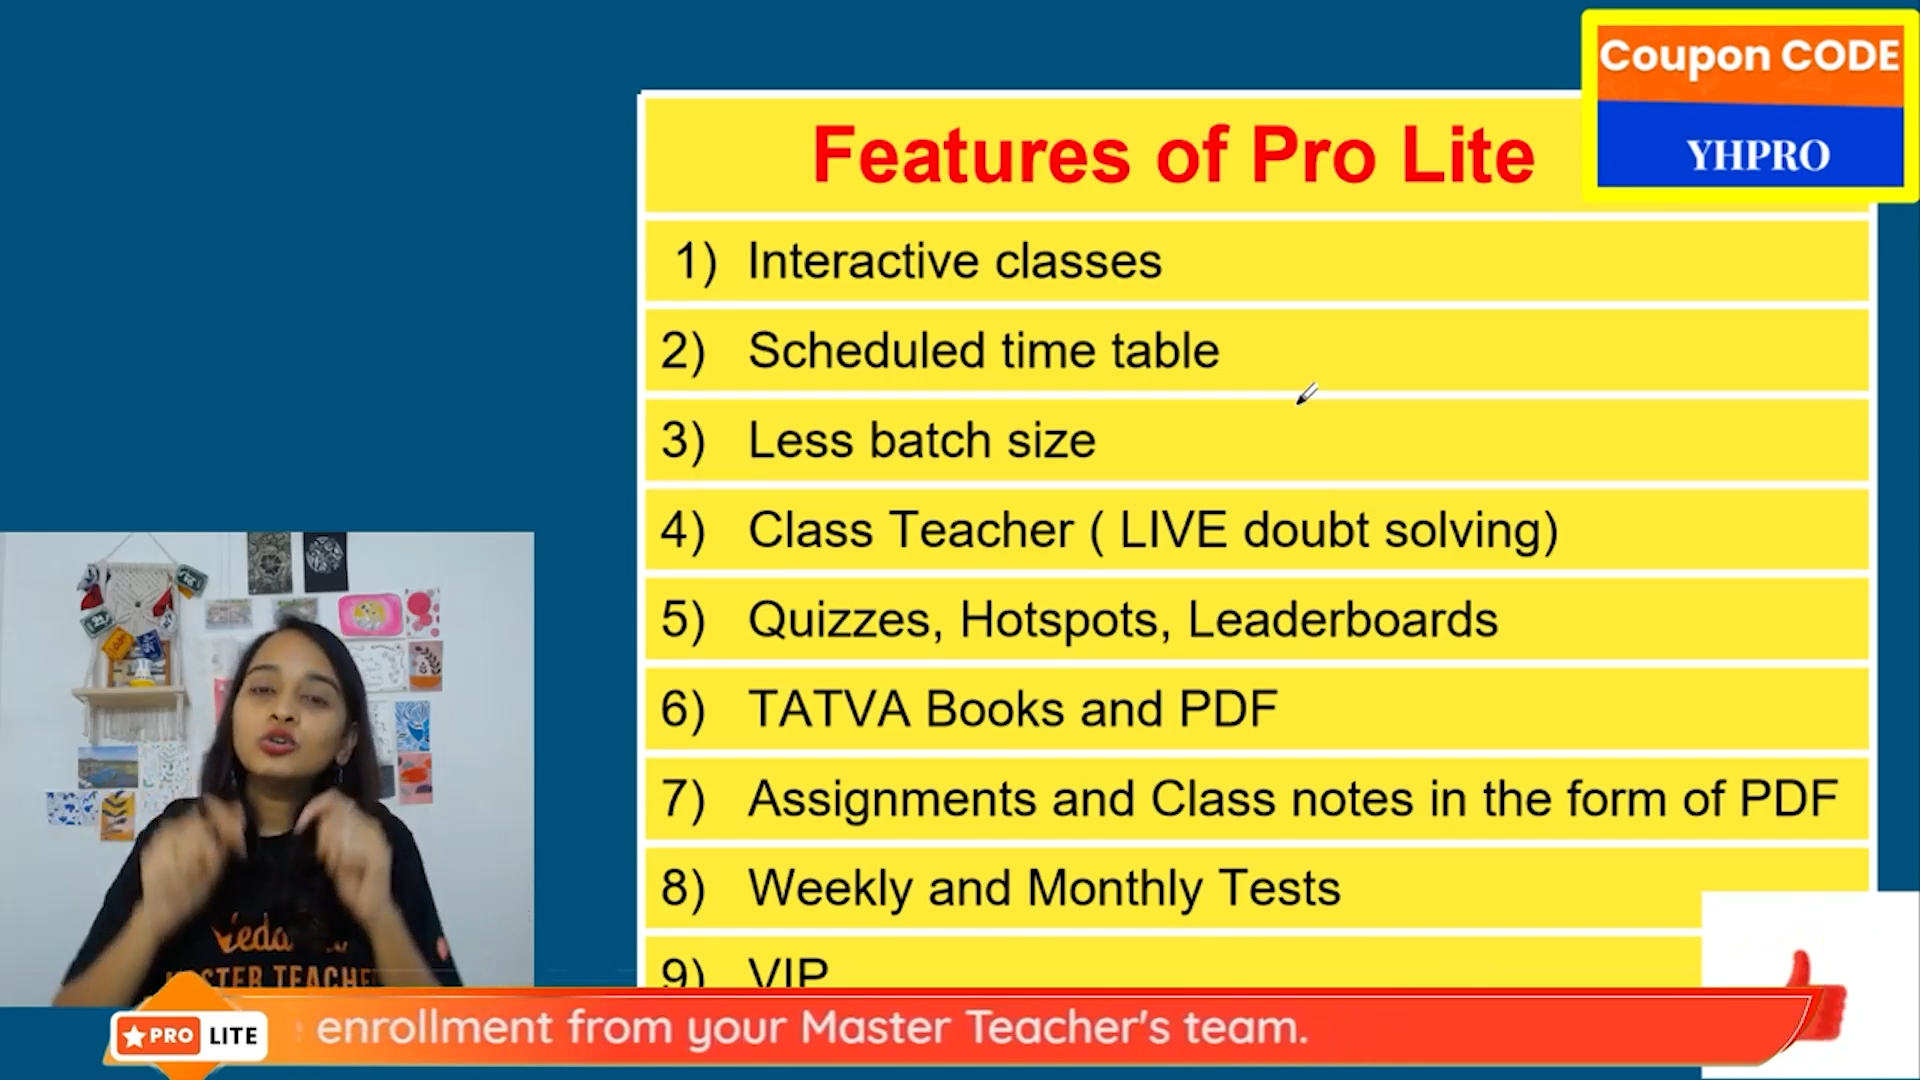 Coupon CODE
YHPRO
Features of Pro Lite
1) Interactive classes
2) Scheduled time table
3) Less batch size
4) Class Teacher ( LIVE doubt solving)
5) Quizzes, Hotspots, Leaderboards
6) TATVA Books and PDF
7) Assignments and Class notes in the form of PDF
8) Weekly and Monthly Tests
9) VIP
TEACHE
PRO LITE
enrollment from your Master Teacher's team.